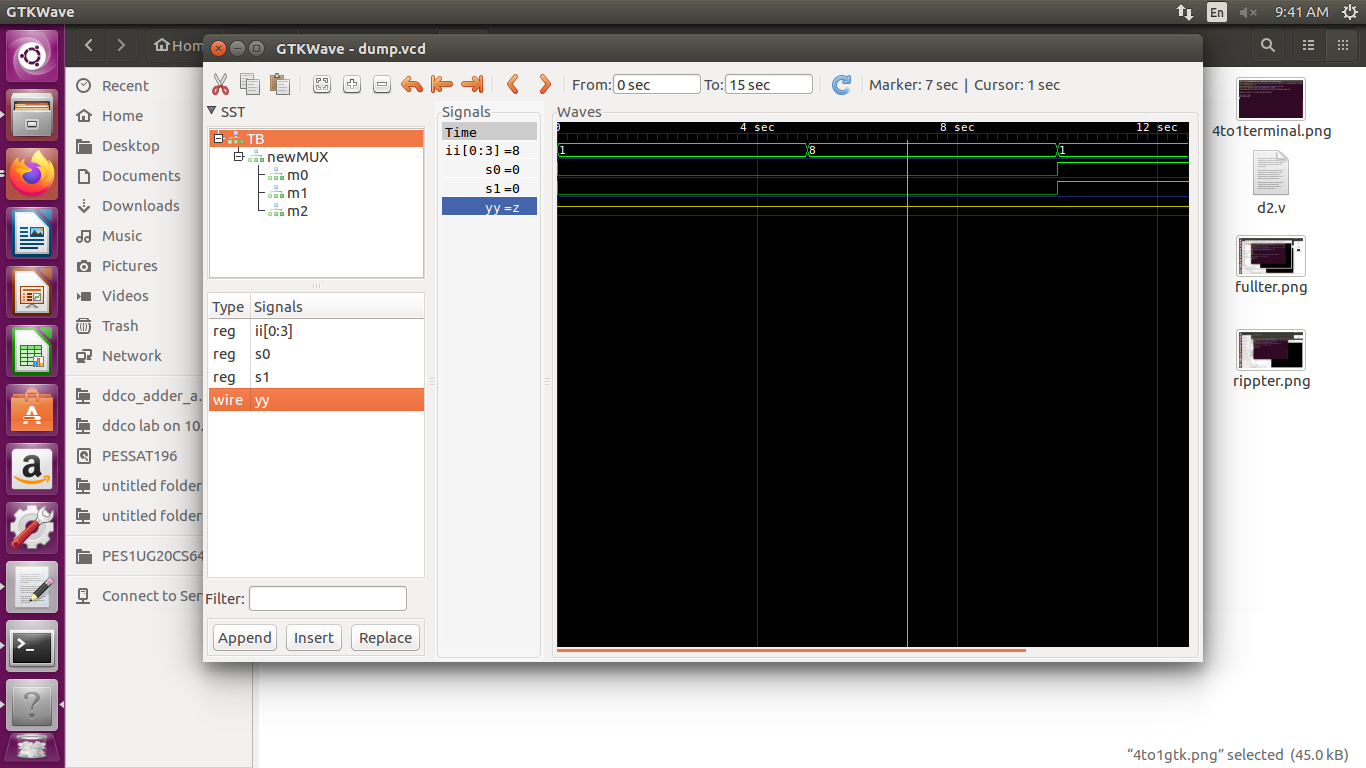 GTKWave
En
9:41 AM
Hom
GTKWave - dump.vcd
From: 0 sec To: 15 sec Marker: 7 sec | Cursor: 1 sec
SST
TB
newMUX
m0
m1
m2
Type Signals
reg ii[0:3]
reg s0
reg s1
wire yy
Filter:
Append Insert Replace
Signals
Time
ii[0:3] =8
s0 =0
s1 =0
yy =z
Waves
0 4 sec 8 sec 12 sec
1 8 1
Recent
Home
Desktop
Documents
Downloads
Music
Pictures
Videos
Trash
Network
ddco_adder_a.
ddco lab on 10.
PESSAT196
untitled folder
untitled folder
PES1UG20CS64
Connect to Ser
4to1terminal.png
d2.v
fullter.png
rippter.png
“4to1gtk.png” selected (45.0 kB)